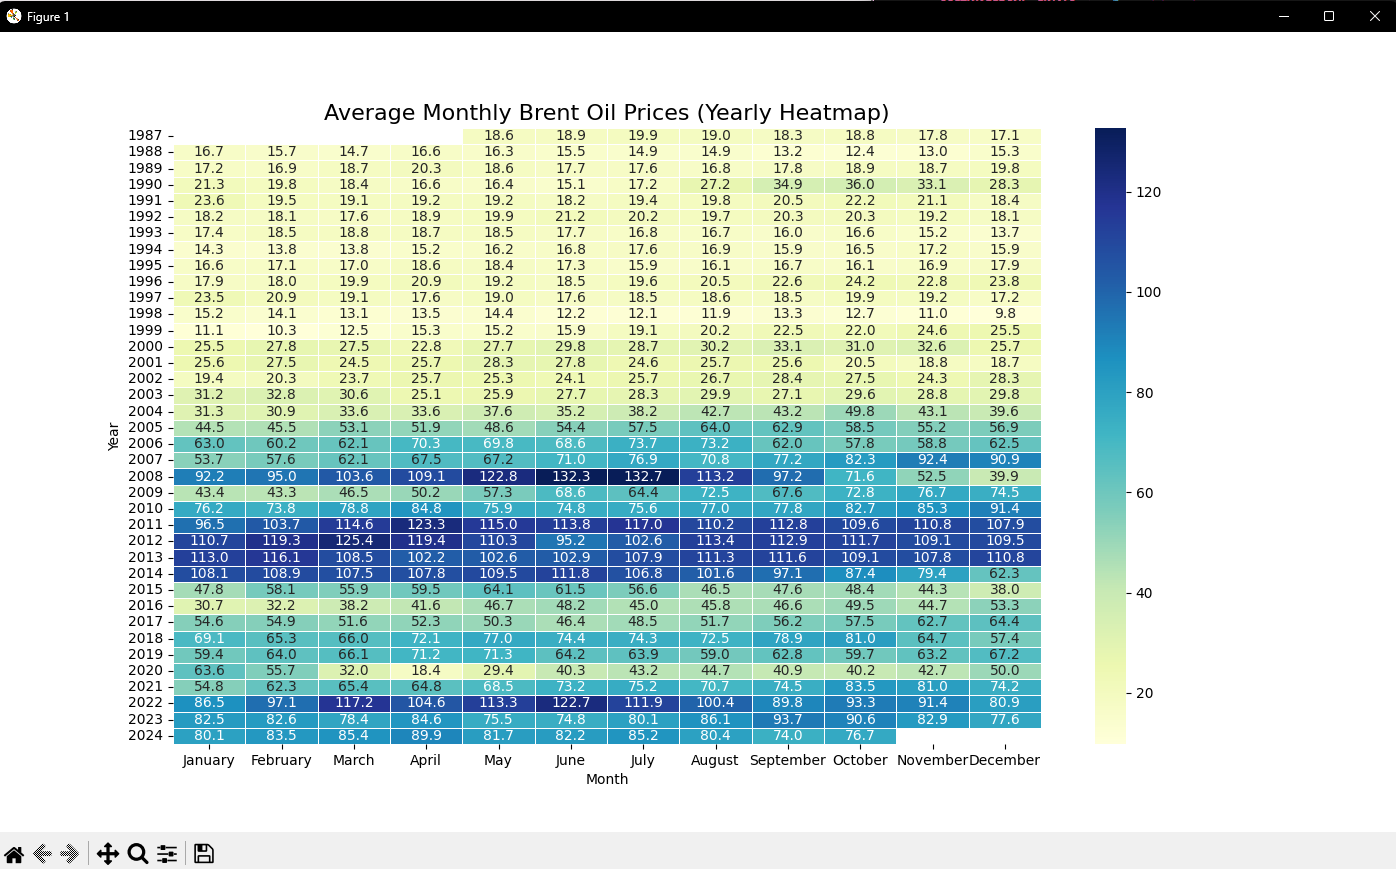 Figure 1
Average Monthly Brent Oil Prices (Yearly Heatmap)
1987 18.6 18.9 19.9 19.0 18.3 18.8 17.8 17.1
1988 16.7 15.7 14.7 16.6 16.3 15.5 14.9 14.9 13.2 12.4 13.0 15.3
1989 17.2 16.9 18.7 20.3 18.6 17.7 17.6 16.8 17.8 18.9 18.7 19.8
1990 21.3 19.8 18.4 16.6 16.4 15.1 17.2 27.2 34.9 36.0 33.1 28.3
1991 23.6 19.5 19.1 19.2 19.2 18.2 19.4 19.8 20.5 22.2 21.1 18.4
1992 18.2 18.1 17.6 18.9 19.9 21.2 20.2 19.7 20.3 20.3 19.2 18.1
1993 17.4 18.5 18.8 18.7 18.5 17.7 16.8 16.7 16.0 16.6 15.2 13.7
1994 14.3 13.8 13.8 15.2 16.2 16.8 17.6 16.9 15.9 16.5 17.2 15.9
1995 16.6 17.1 17.0 18.6 18.4 17.3 15.9 16.1 16.7 16.1 16.9 17.9
1996 17.9 18.0 19.9 20.9 19.2 18.5 19.6 20.5 22.6 24.2 22.8 23.8
1997 23.5 20.9 19.1 17.6 19.0 17.6 18.5 18.6 18.5 19.9 19.2 17.2
1998 15.2 14.1 13.1 13.5 14.4 12.2 12.1 11.9 13.3 12.7 11.0 9.8
1999 11.1 10.3 12.5 15.3 15.2 15.9 19.1 20.2 22.5 22.0 24.6 25.5
2000 25.5 27.8 27.5 22.8 27.7 29.8 28.7 30.2 33.1 31.0 32.6 25.7
2001 25.6 27.5 24.5 25.7 28.3 27.8 24.6 25.7 25.6 20.5 18.8 18.7
2002 19.4 20.3 23.7 25.7 25.3 24.1 25.7 26.7 28.4 27.5 24.3 28.3
2003 31.2 32.8 30.6 25.1 25.9 27.7 28.3 29.9 27.1 29.6 28.8 29.8
2004 31.3 30.9 33.6 33.6 37.6 35.2 38.2 42.7 43.2 49.8 43.1 39.6
2005 44.5 45.5 53.1 51.9 48.6 54.4 57.5 64.0 62.9 58.5 55.2 56.9
2006 63.0 60.2 62.1 70.3 69.8 68.6 73.7 73.2 62.0 57.8 58.8 62.5
2007 53.7 57.6 62.1 67.5 67.2 71.0 76.9 70.8 77.2 82.3 92.4 90.9
2008 92.2 95.0 103.6 109.1 122.8 132.3 132.7 113.2 97.2 71.6 52.5 39.9
2009 43.4 43.3 46.5 50.2 57.3 68.6 64.4 72.5 67.6 72.8 76.7 74.5
2010 76.2 73.8 78.8 84.8 75.9 74.8 75.6 77.0 77.8 82.7 85.3 91.4
2011 96.5 103.7 114.6 123.3 115.0 113.8 117.0 110.2 112.8 109.6 110.8 107.9
2012 110.7 119.3 125.4 119.4 110.3 95.2 102.6 113.4 112.9 111.7 109.1 109.5
2013 113.0 116.1 108.5 102.2 102.6 102.9 107.9 111.3 111.6 109.1 107.8 110.8
2014 108.1 108.9 107.5 107.8 109.5 111.8 106.8 101.6 97.1 87.4 79.4 62.3
2015 47.8 58.1 55.9 59.5 64.1 61.5 56.6 46.5 47.6 48.4 44.3 38.0
2016 30.7 32.2 38.2 41.6 46.7 48.2 45.0 45.8 46.6 49.5 44.7 53.3
2017 54.6 54.9 51.6 52.3 50.3 46.4 48.5 51.7 56.2 57.5 62.7 64.4
2018 69.1 65.3 66.0 72.1 77.0 74.4 74.3 72.5 78.9 81.0 64.7 57.4
2019 59.4 64.0 66.1 71.2 71.3 64.2 63.9 59.0 62.8 59.7 63.2 67.2
2020 63.6 55.7 32.0 18.4 29.4 40.3 43.2 44.7 40.9 40.2 42.7 50.0
2021 54.8 62.3 65.4 64.8 68.5 73.2 75.2 70.7 74.5 83.5 81.0 74.2
2022 86.5 97.1 117.2 104.6 113.3 122.7 111.9 100.4 89.8 93.3 91.4 80.9
2023 82.5 82.6 78.4 84.6 75.5 74.8 80.1 86.1 93.7 90.6 82.9 77.6
2024 80.1 83.5 85.4 89.9 81.7 82.2 85.2 80.4 74.0 76.7
January February March April May June July August September October November December
Month
Year
120
100
80
60
40
20